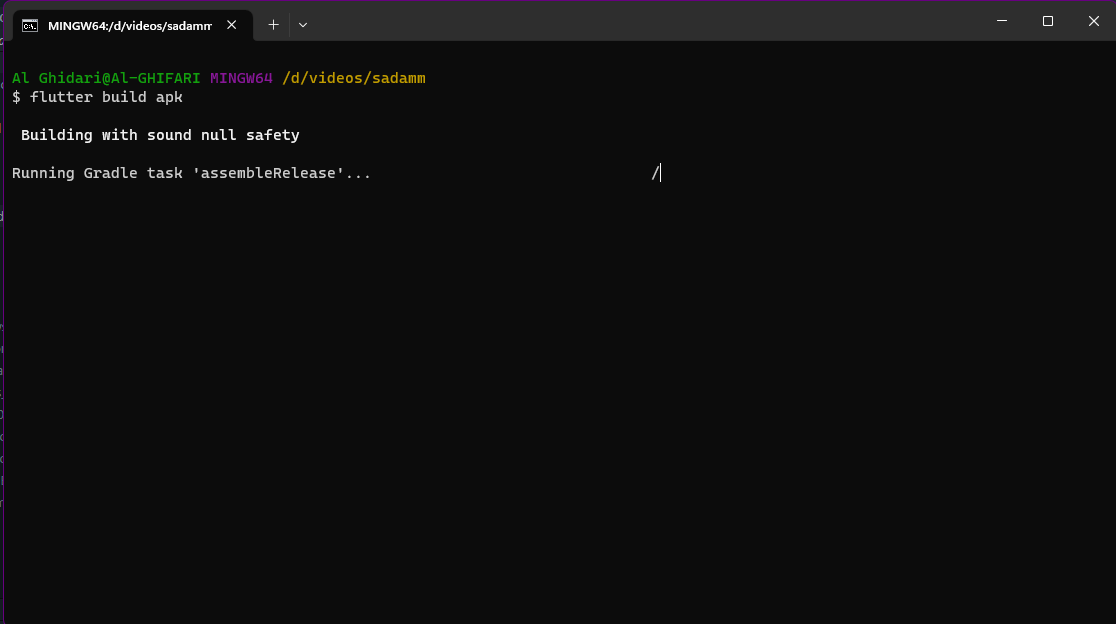 MINGW64:/d/videos/sadamm
Al Ghidari@Al-GHIFARI MINGW64 /d/videos/sadamm
$ flutter build apk
Building with sound null safety
Running Gradle task 'assembleRelease'... /